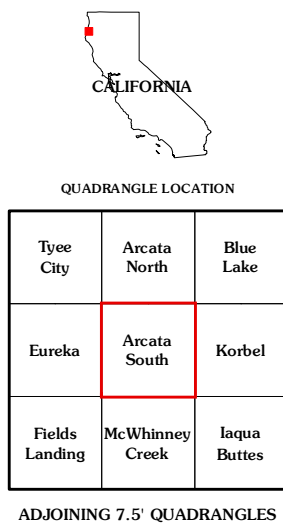 CALIFORNIA
QUADRANGLE LOCATION
Tyee
City
Arcata
North
Blue
Lake
Eureka
Arcata
South
Korbel
Fields
Landing
McWhinney
Creek
Iaqua
Buttes
ADJOINING 7.5' QUADRANGLES